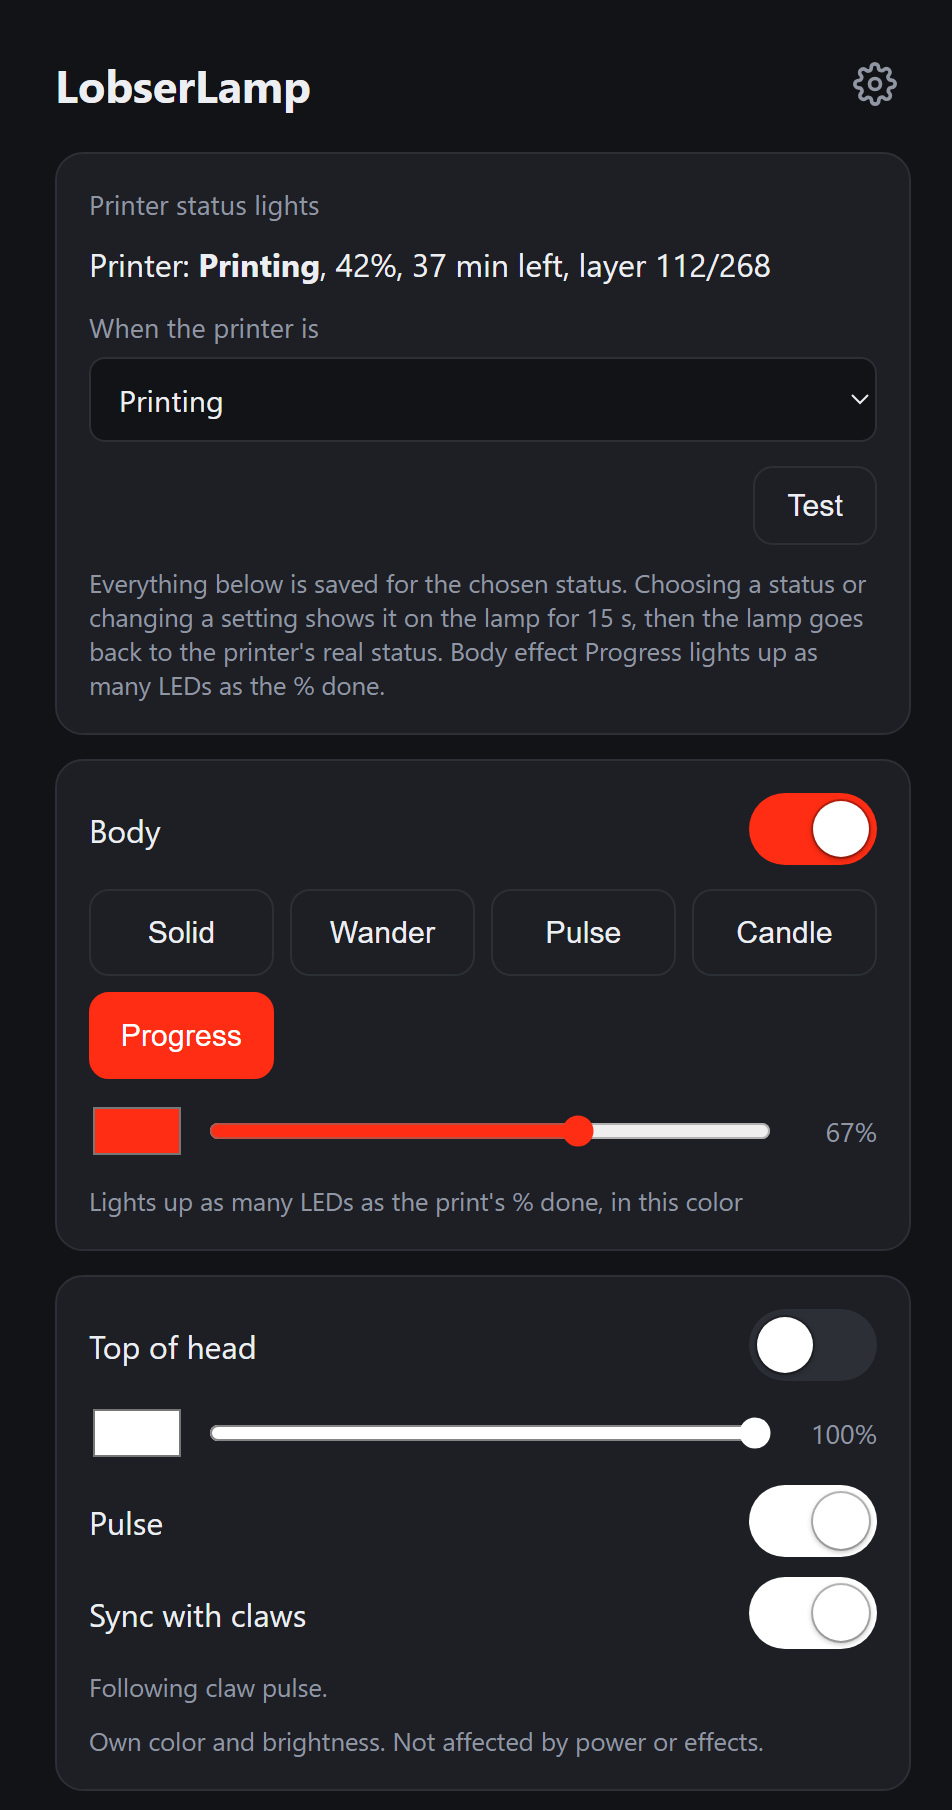 LobserLamp
Printer status lights
Printer: Printing, 42%, 37 min left, layer 112/268
When the printer is
Printing
Test
Everything below is saved for the chosen status. Choosing a status or
changing a setting shows it on the lamp for 15 s, then the lamp goes
back to the printer's real status. Body effect Progress lights up as
many LEDs as the % done.
Body
Solid
Wander
Pulse
Candle
Progress
67%
Lights up as many LEDs as the print's % done, in this color
Top of head
100%
Pulse
Sync with claws
Following claw pulse.
Own color and brightness. Not affected by power or effects.